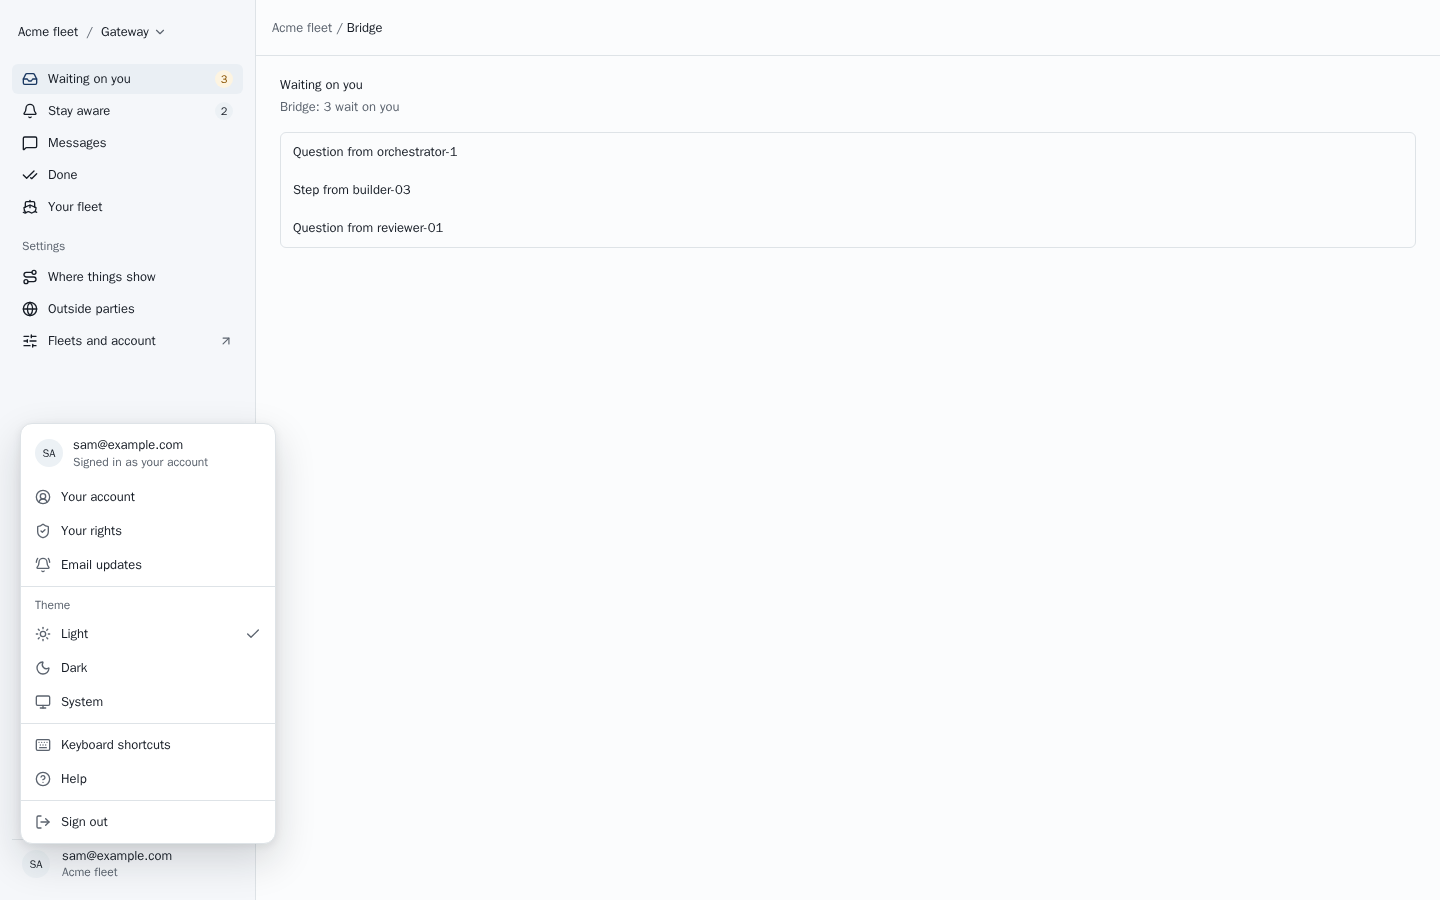 Acme fleet / Gateway
Waiting on you 3
Stay aware 2
Messages
Done
Your fleet
Settings
Where things show
Outside parties
Fleets and account
SA
sam@example.com
Signed in as your account
Your account
Your rights
Email updates
Theme
Light
Dark
System
Keyboard shortcuts
Help
Sign out
SA
sam@example.com
Acme fleet
Acme fleet / Bridge
Waiting on you
Bridge: 3 wait on you
Question from orchestrator-1
Step from builder-03
Question from reviewer-01